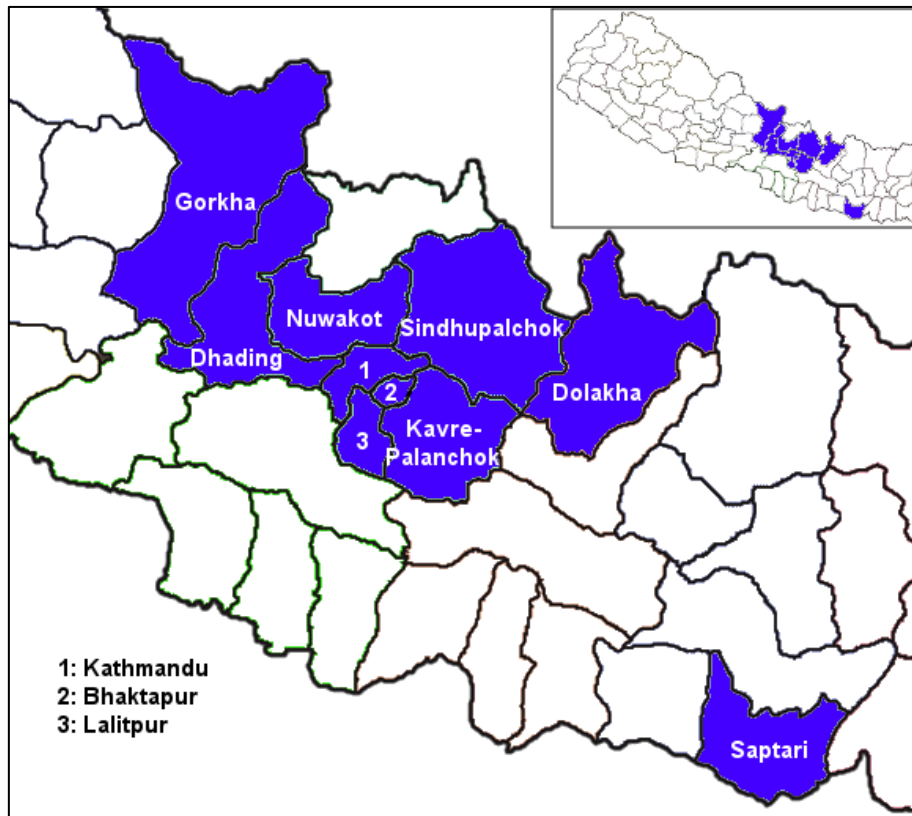 Gorkha
Nuwakot
Sindhupalchok
Dhading
1
2
Dolakha
3
Kavre-
Palanchok
1: Kathmandu
2: Bhaktapur
3: Lalitpur
Saptari